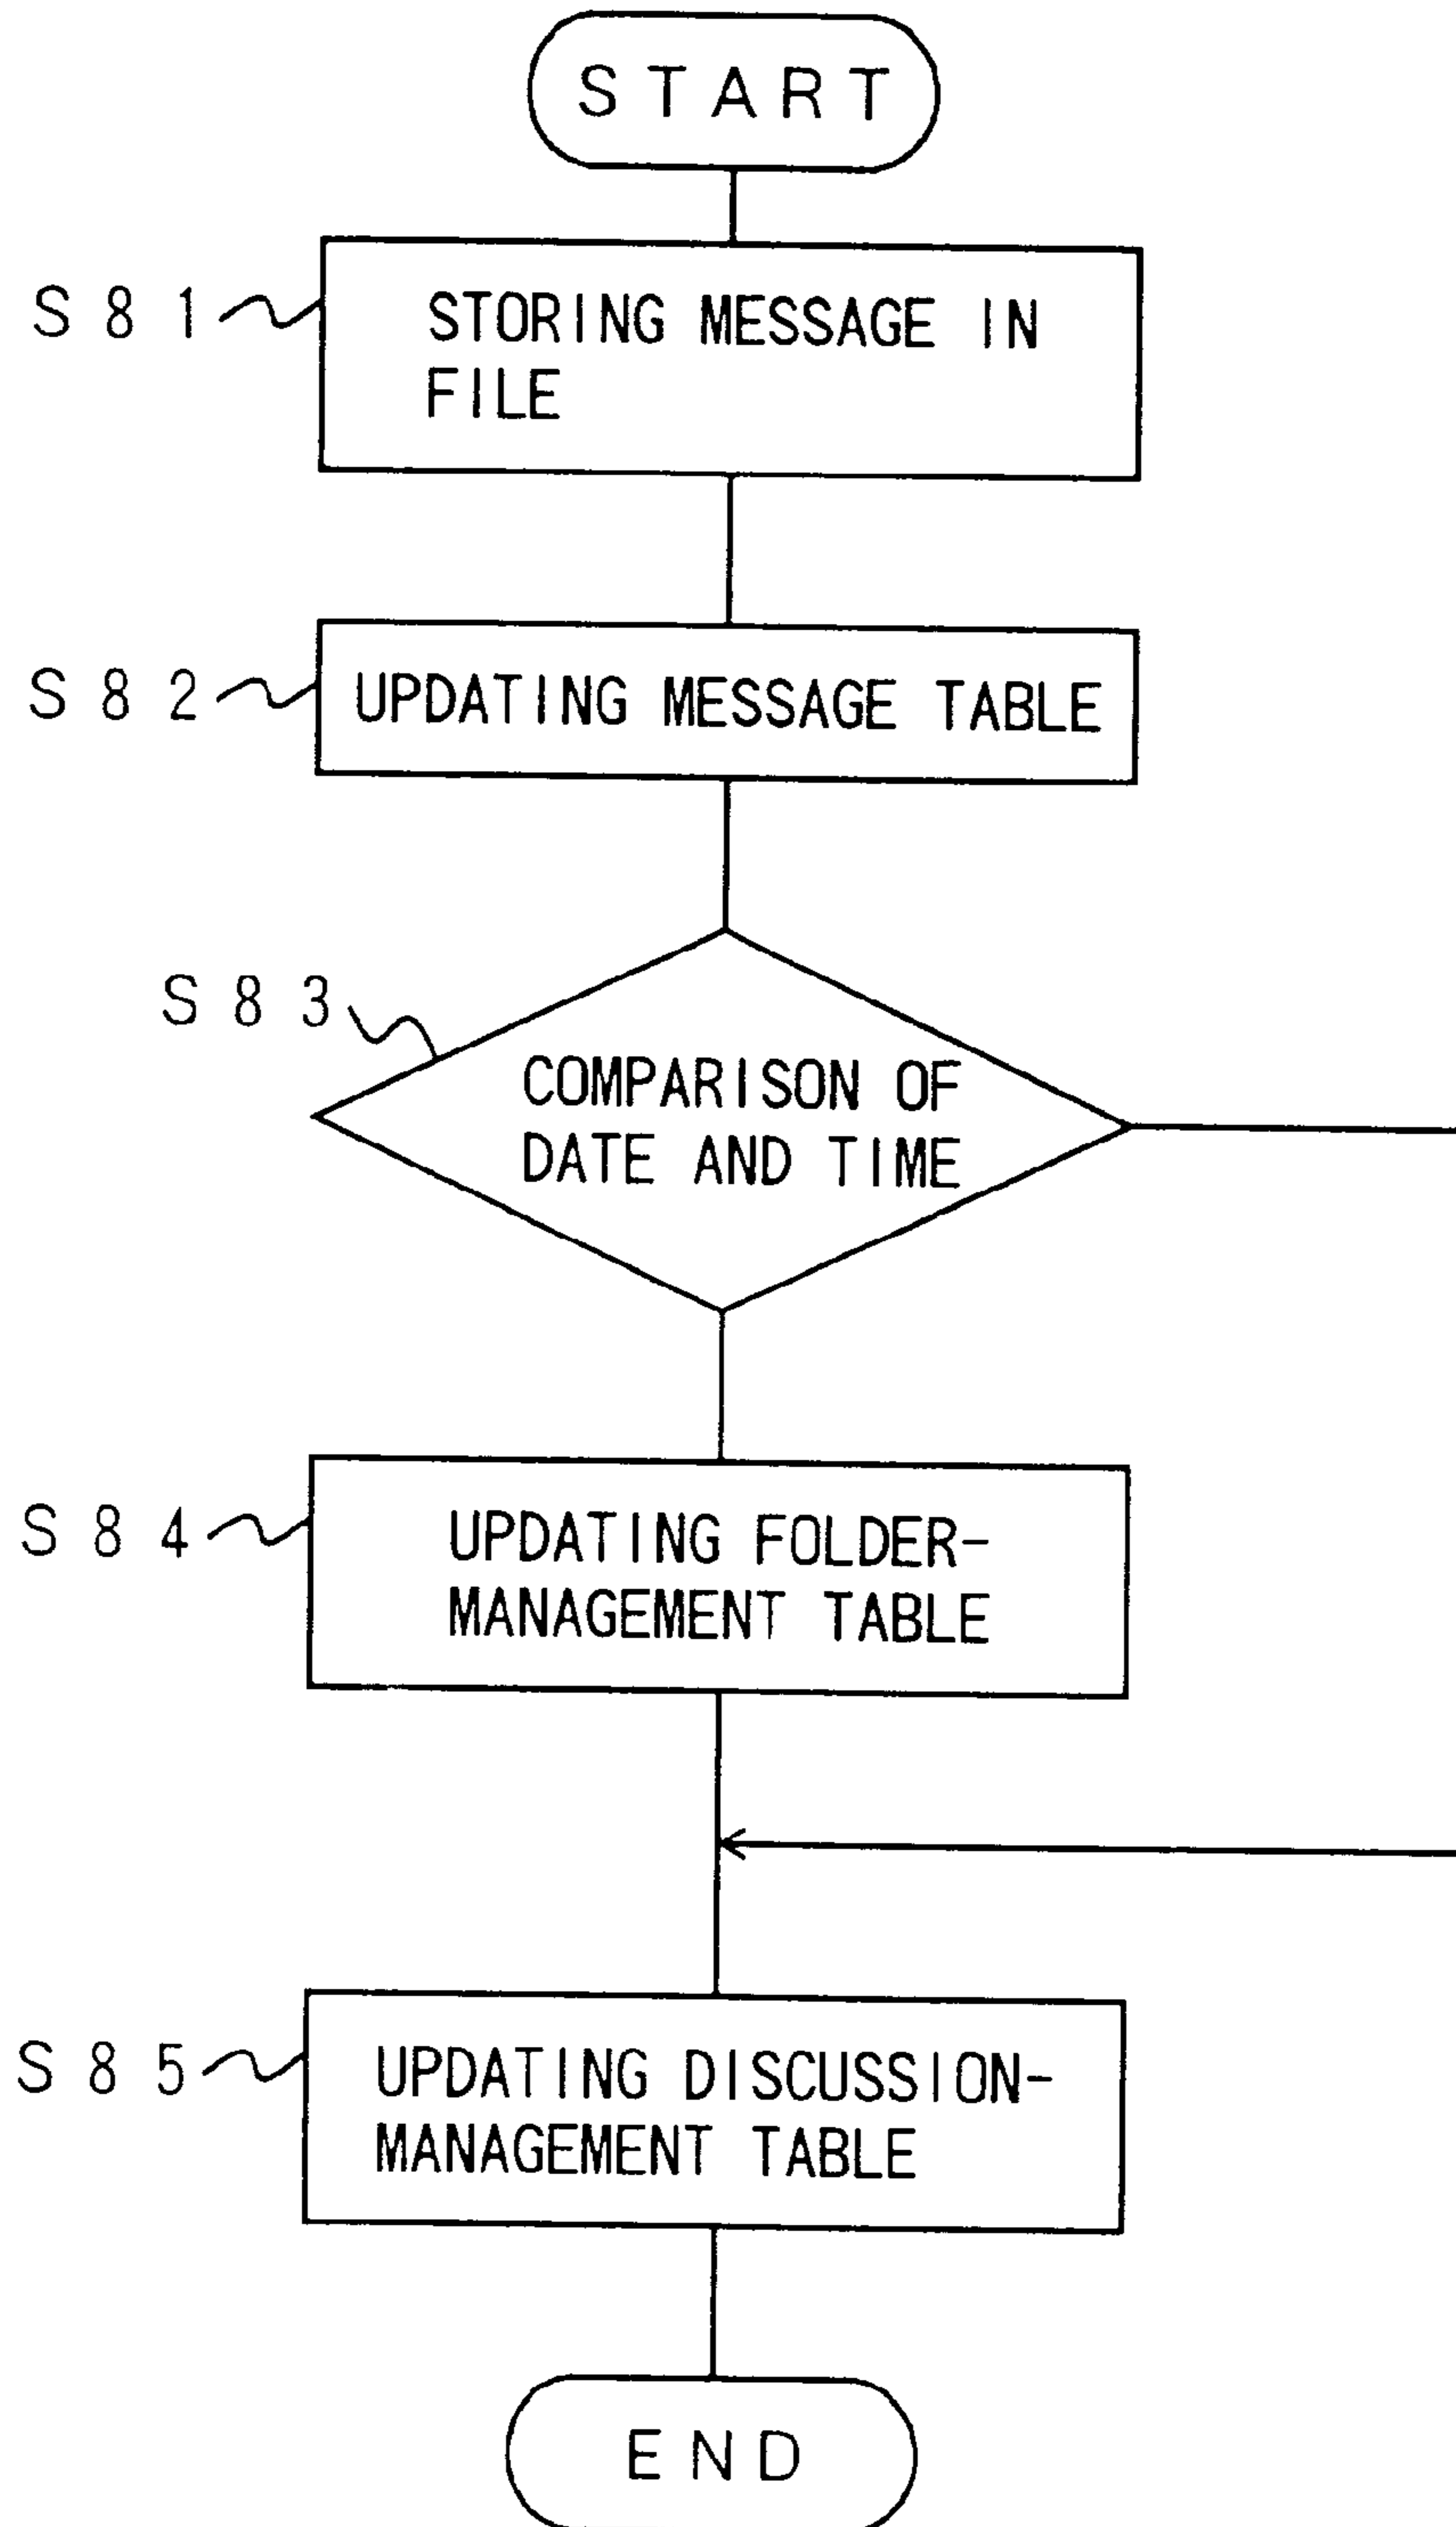 START
S81
STORING MESSAGE IN
FILE
S82
UPDATING MESSAGE TABLE
S83
COMPARISON OF
DATE AND TIME
S84
UPDATING FOLDER-
MANAGEMENT TABLE
S85
UPDATING DISCUSSION-
MANAGEMENT TABLE
END